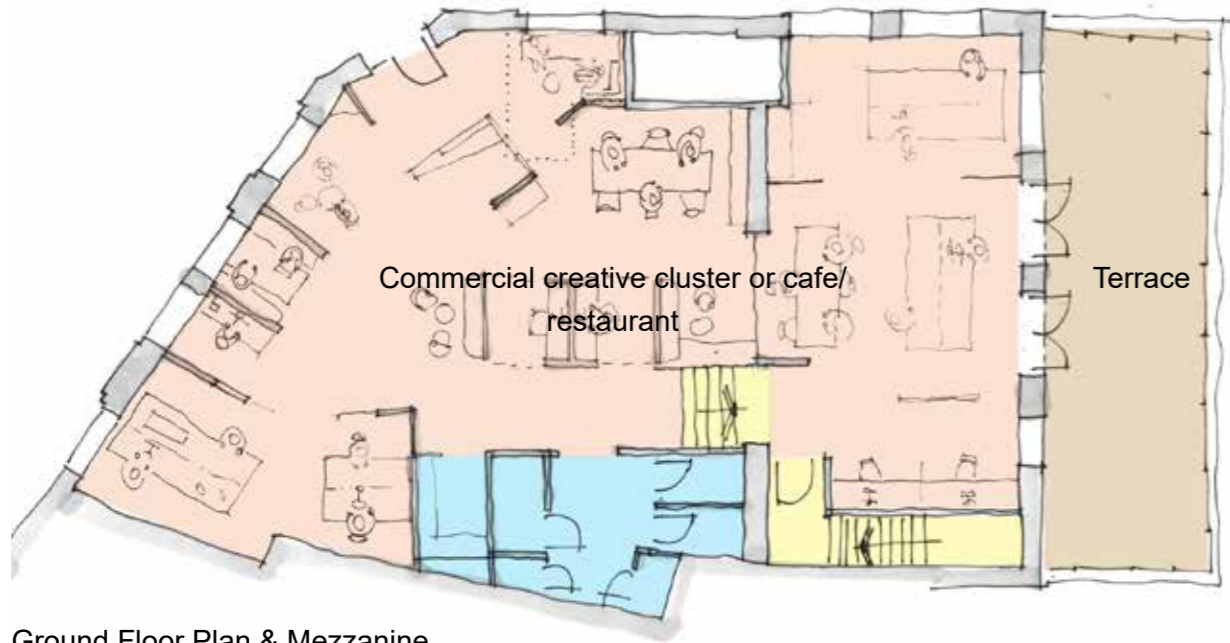 Commercial creative cluster or cafe/
restaurant
Terrace
Ground Floor Plan & Mezzanine